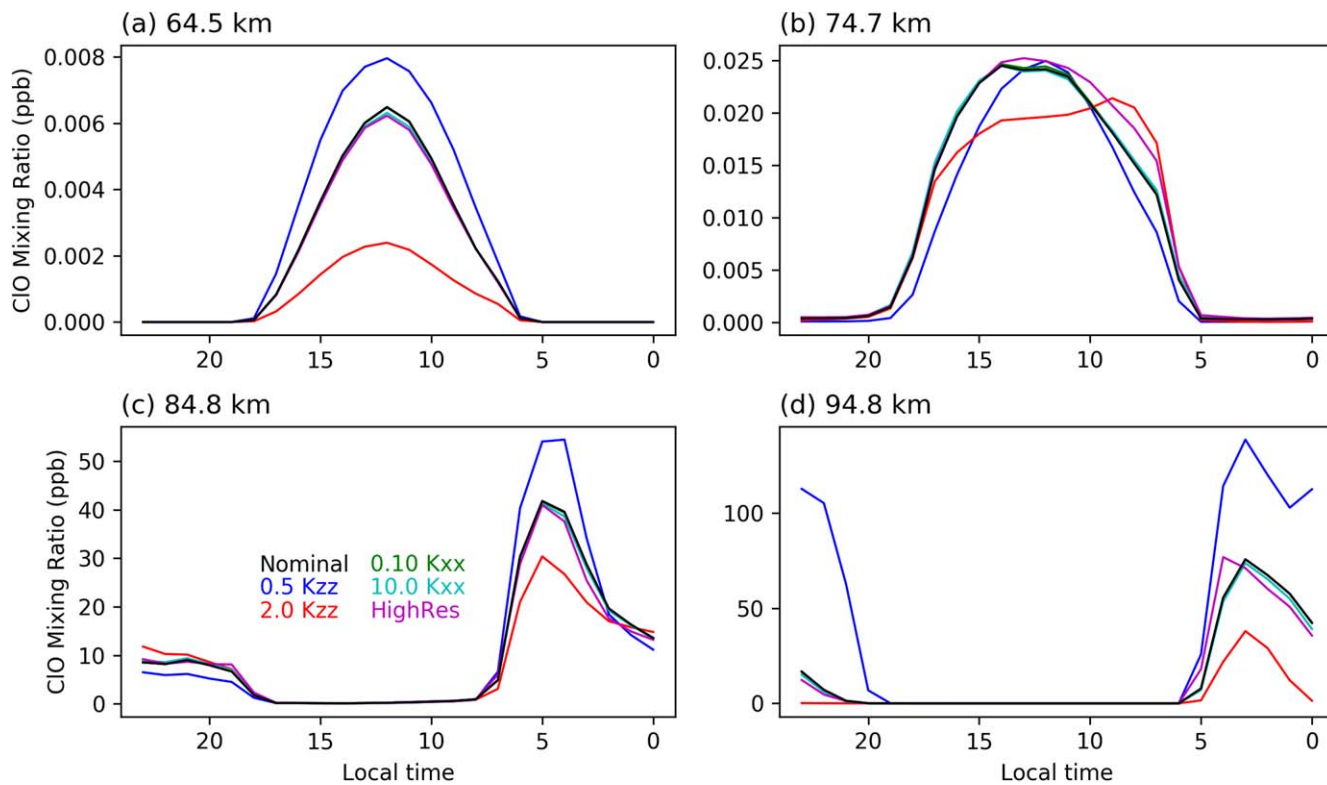 (a) 64.5 km
(b) 74.7 km
ClO Mixing Ratio (ppb)
0.008
0.006
0.004
0.002
0.000
20 15 10 5 0
0.025
0.020
0.015
0.010
0.005
0.000
20 15 10 5 0
(c) 84.8 km
(d) 94.8 km
ClO Mixing Ratio (ppb)
50
40
30
20
10
0
Nominal 0.10 Kxx
0.5 Kzz 10.0 Kxx
2.0 Kzz HighRes
20 15 10 5 0
Local time
100
50
0
20 15 10 5 0
Local time